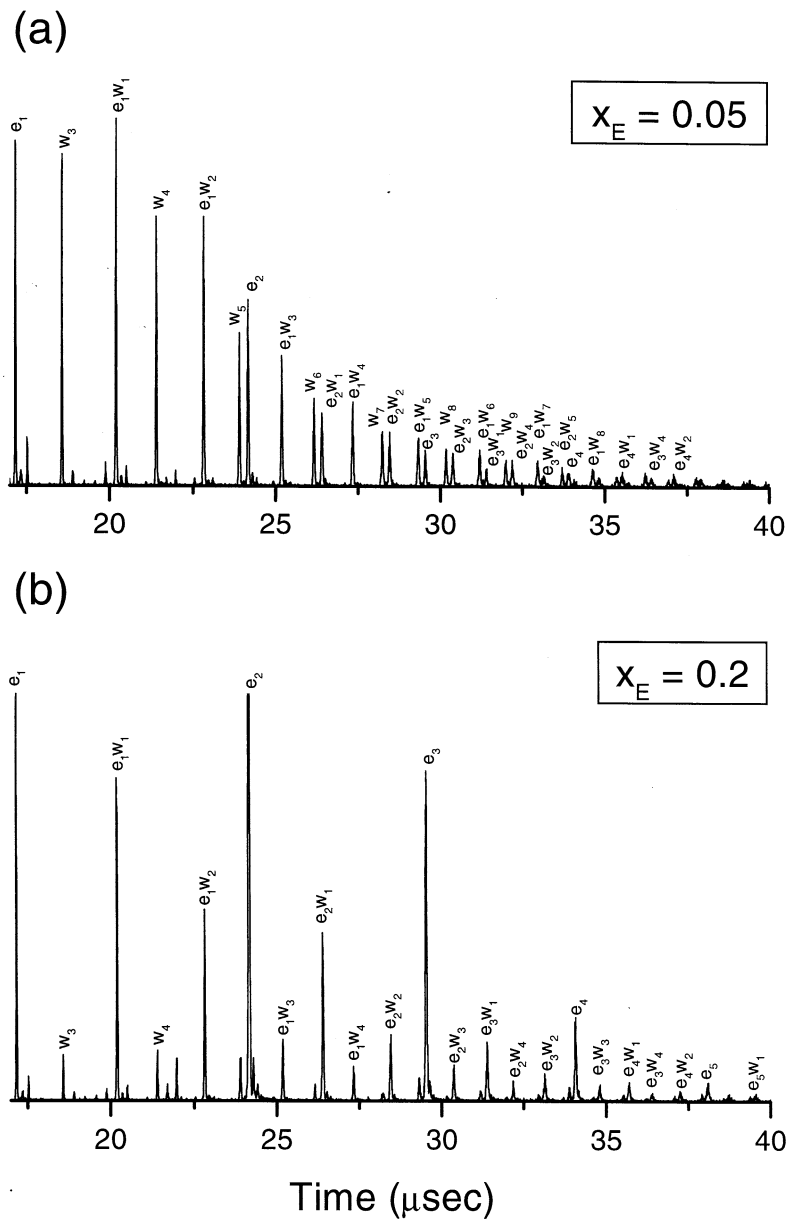 (a)
x_E = 0.05
e₁
w₃
e₁w₁
w₄
e₁w₂
w₅
e₂
e₁w₃
w₆
e₂w₁
e₁w₄
w₇
e₂w₂
e₁w₅
e₃
w₈
e₂w₃
e₁w₆
e₃w₁
w₉
e₂w₄
e₁w₇
e₃w₂
e₂w₅
e₄
e₁w₈
e₄w₁
e₃w₄
e₄w₂
20 25 30 35 40
(b)
x_E = 0.2
e₁
w₃
e₁w₁
w₄
e₁w₂
e₂
e₁w₃
e₂w₁
e₁w₄
e₂w₂
e₃
e₂w₃
e₃w₁
e₂w₄
e₃w₂
e₄
e₃w₃
e₄w₁
e₃w₄
e₄w₂
e₅
e₅w₁
20 25 30 35 40
Time (μsec)